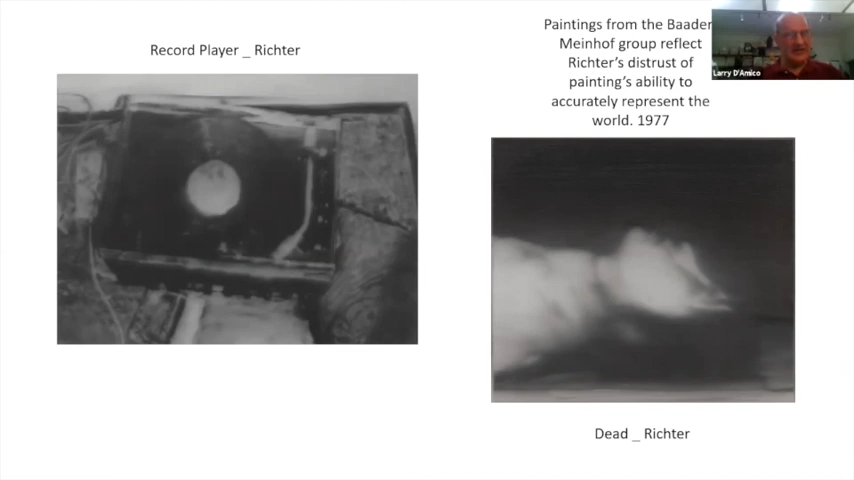 Record Player _ Richter
Paintings from the Baader
Meinhof group reflect
Richter's distrust of
painting's ability to
accurately represent the
world. 1977
Larry D'Amico
Dead _ Richter